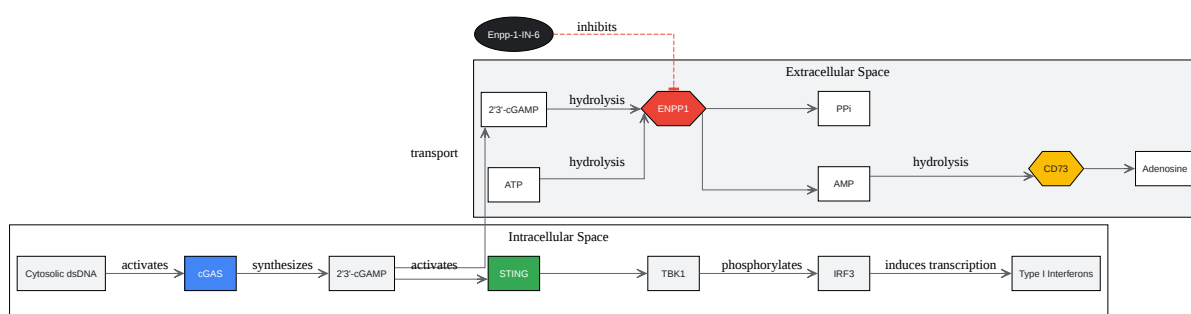 Enpp-1-IN-6
inhibits
Extracellular Space
2'3'-cGAMP
hydrolysis
ENPP1
PPi
transport
ATP
hydrolysis
AMP
hydrolysis
CD73
Adenosine
Intracellular Space
Cytosolic dsDNA
activates
cGAS
synthesizes
2'3'-cGAMP
activates
STING
TBK1
phosphorylates
IRF3
induces transcription
Type I Interferons